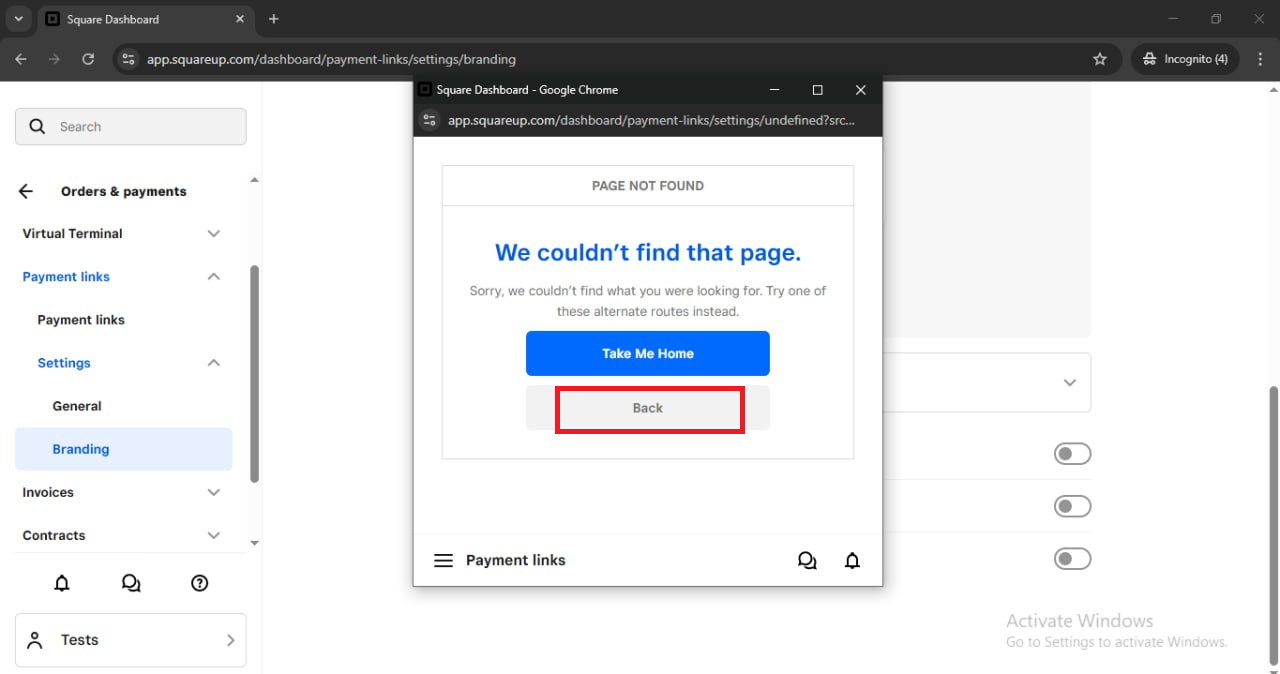 Square Dashboard
app.squareup.com/dashboard/payment-links/settings/branding
Incognito (4)
Search
Orders & payments
Virtual Terminal
Payment links
Payment links
Settings
General
Branding
Invoices
Contracts
Tests
Square Dashboard - Google Chrome
app.squareup.com/dashboard/payment-links/settings/undefined?src...
PAGE NOT FOUND
We couldn’t find that page.
Sorry, we couldn’t find what you were looking for. Try one of
these alternate routes instead.
Take Me Home
Back
Payment links
Activate Windows
Go to Settings to activate Windows.